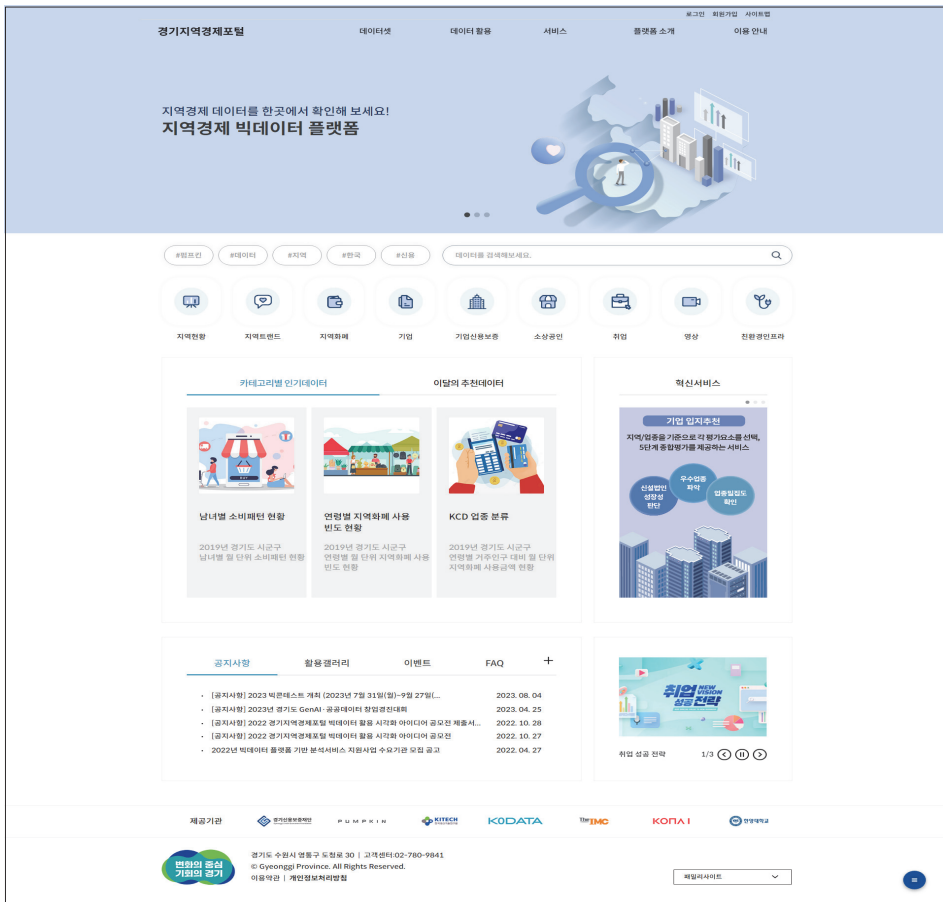 로그인 회원가입 사이트맵
경기지역경제포털
데이터셋 데이터 활용 서비스 플랫폼 소개 이용 안내
지역경제 데이터를 한곳에서 확인해 보세요!
지역경제 빅데이터 플랫폼
#펌프킨 #데이터 #지역 #한국 #신용 데이터를 검색해보세요.
지역현황 지역트랜드 지역화폐 기업 기업신용보증 소상공인 취업 영상 친환경인프라
카테고리별 인기데이터 이달의 추천데이터
남녀별 소비패턴 현황
2019년 경기도 시군구
남녀별 월 단위 소비패턴 현황
연령별 지역화폐 사용
빈도 현황
2019년 경기도 시군구
연령별 월 단위 지역화폐 사용
빈도 현황
KCD 업종 분류
2019년 경기도 시군구
연령별 거주인구 대비 월 단위
지역화폐 사용금액 현황
혁신서비스
기업 입지추천
지역/업종을 기준으로 각 평가요소를 선택,
5단계 종합평가를 제공하는 서비스
신설법인
성장성
판단
우수업종
파악
업종밀집도
확인
공지사항 활용갤러리 이벤트 FAQ +
[공지사항] 2023 빅콘테스트 개최 (2023년 7월 31일(월)~9월 27일(... 2023. 08. 04
[공지사항] 2023년 경기도 GenAI·공공데이터 창업경진대회 2023. 04. 25
[공지사항] 2022 경기지역경제포털 빅데이터 활용 시각화 아이디어 공모전 제출서... 2022. 10. 28
[공지사항] 2022 경기지역경제포털 빅데이터 활용 시각화 아이디어 공모전 2022. 10. 27
2022년 빅데이터 플랫폼 기반 분석서비스 지원사업 수요기관 모집 공고 2022. 04. 27
취업 NEW VISION
성공전략
취업 성공 전략 1/3
제공기관 경기신용보증재단 PUMPKIN KITECH KODATA The IMC KONA I 한양대학교
변화의 중심
기회의 경기
경기도 수원시 영통구 도청로 30 | 고객센터:02-780-9841
© Gyeonggi Province. All Rights Reserved.
이용약관 | 개인정보처리방침
패밀리사이트